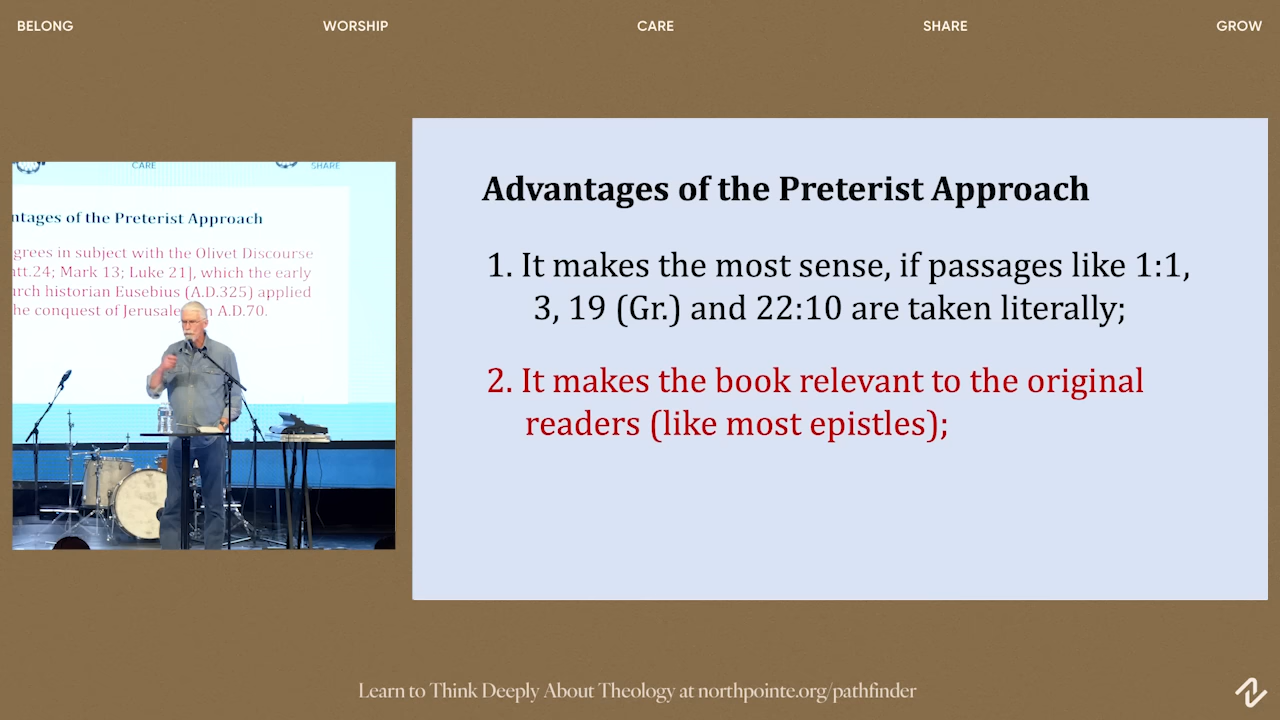 BELONG
WORSHIP
CARE
SHARE
GROW
CARE
SHARE
ntages of the Preterist Approach
grees in subject with the Olivet Discourse
tt.24; Mark 13; Luke 21], which the early
rch historian Eusebius (A.D.325) applied
he conquest of Jerusale n A.D.70.
Advantages of the Preterist Approach
1. It makes the most sense, if passages like 1:1,
3, 19 (Gr.) and 22:10 are taken literally;
2. It makes the book relevant to the original
readers (like most epistles);
Learn to Think Deeply About Theology at northpointe.org/pathfinder